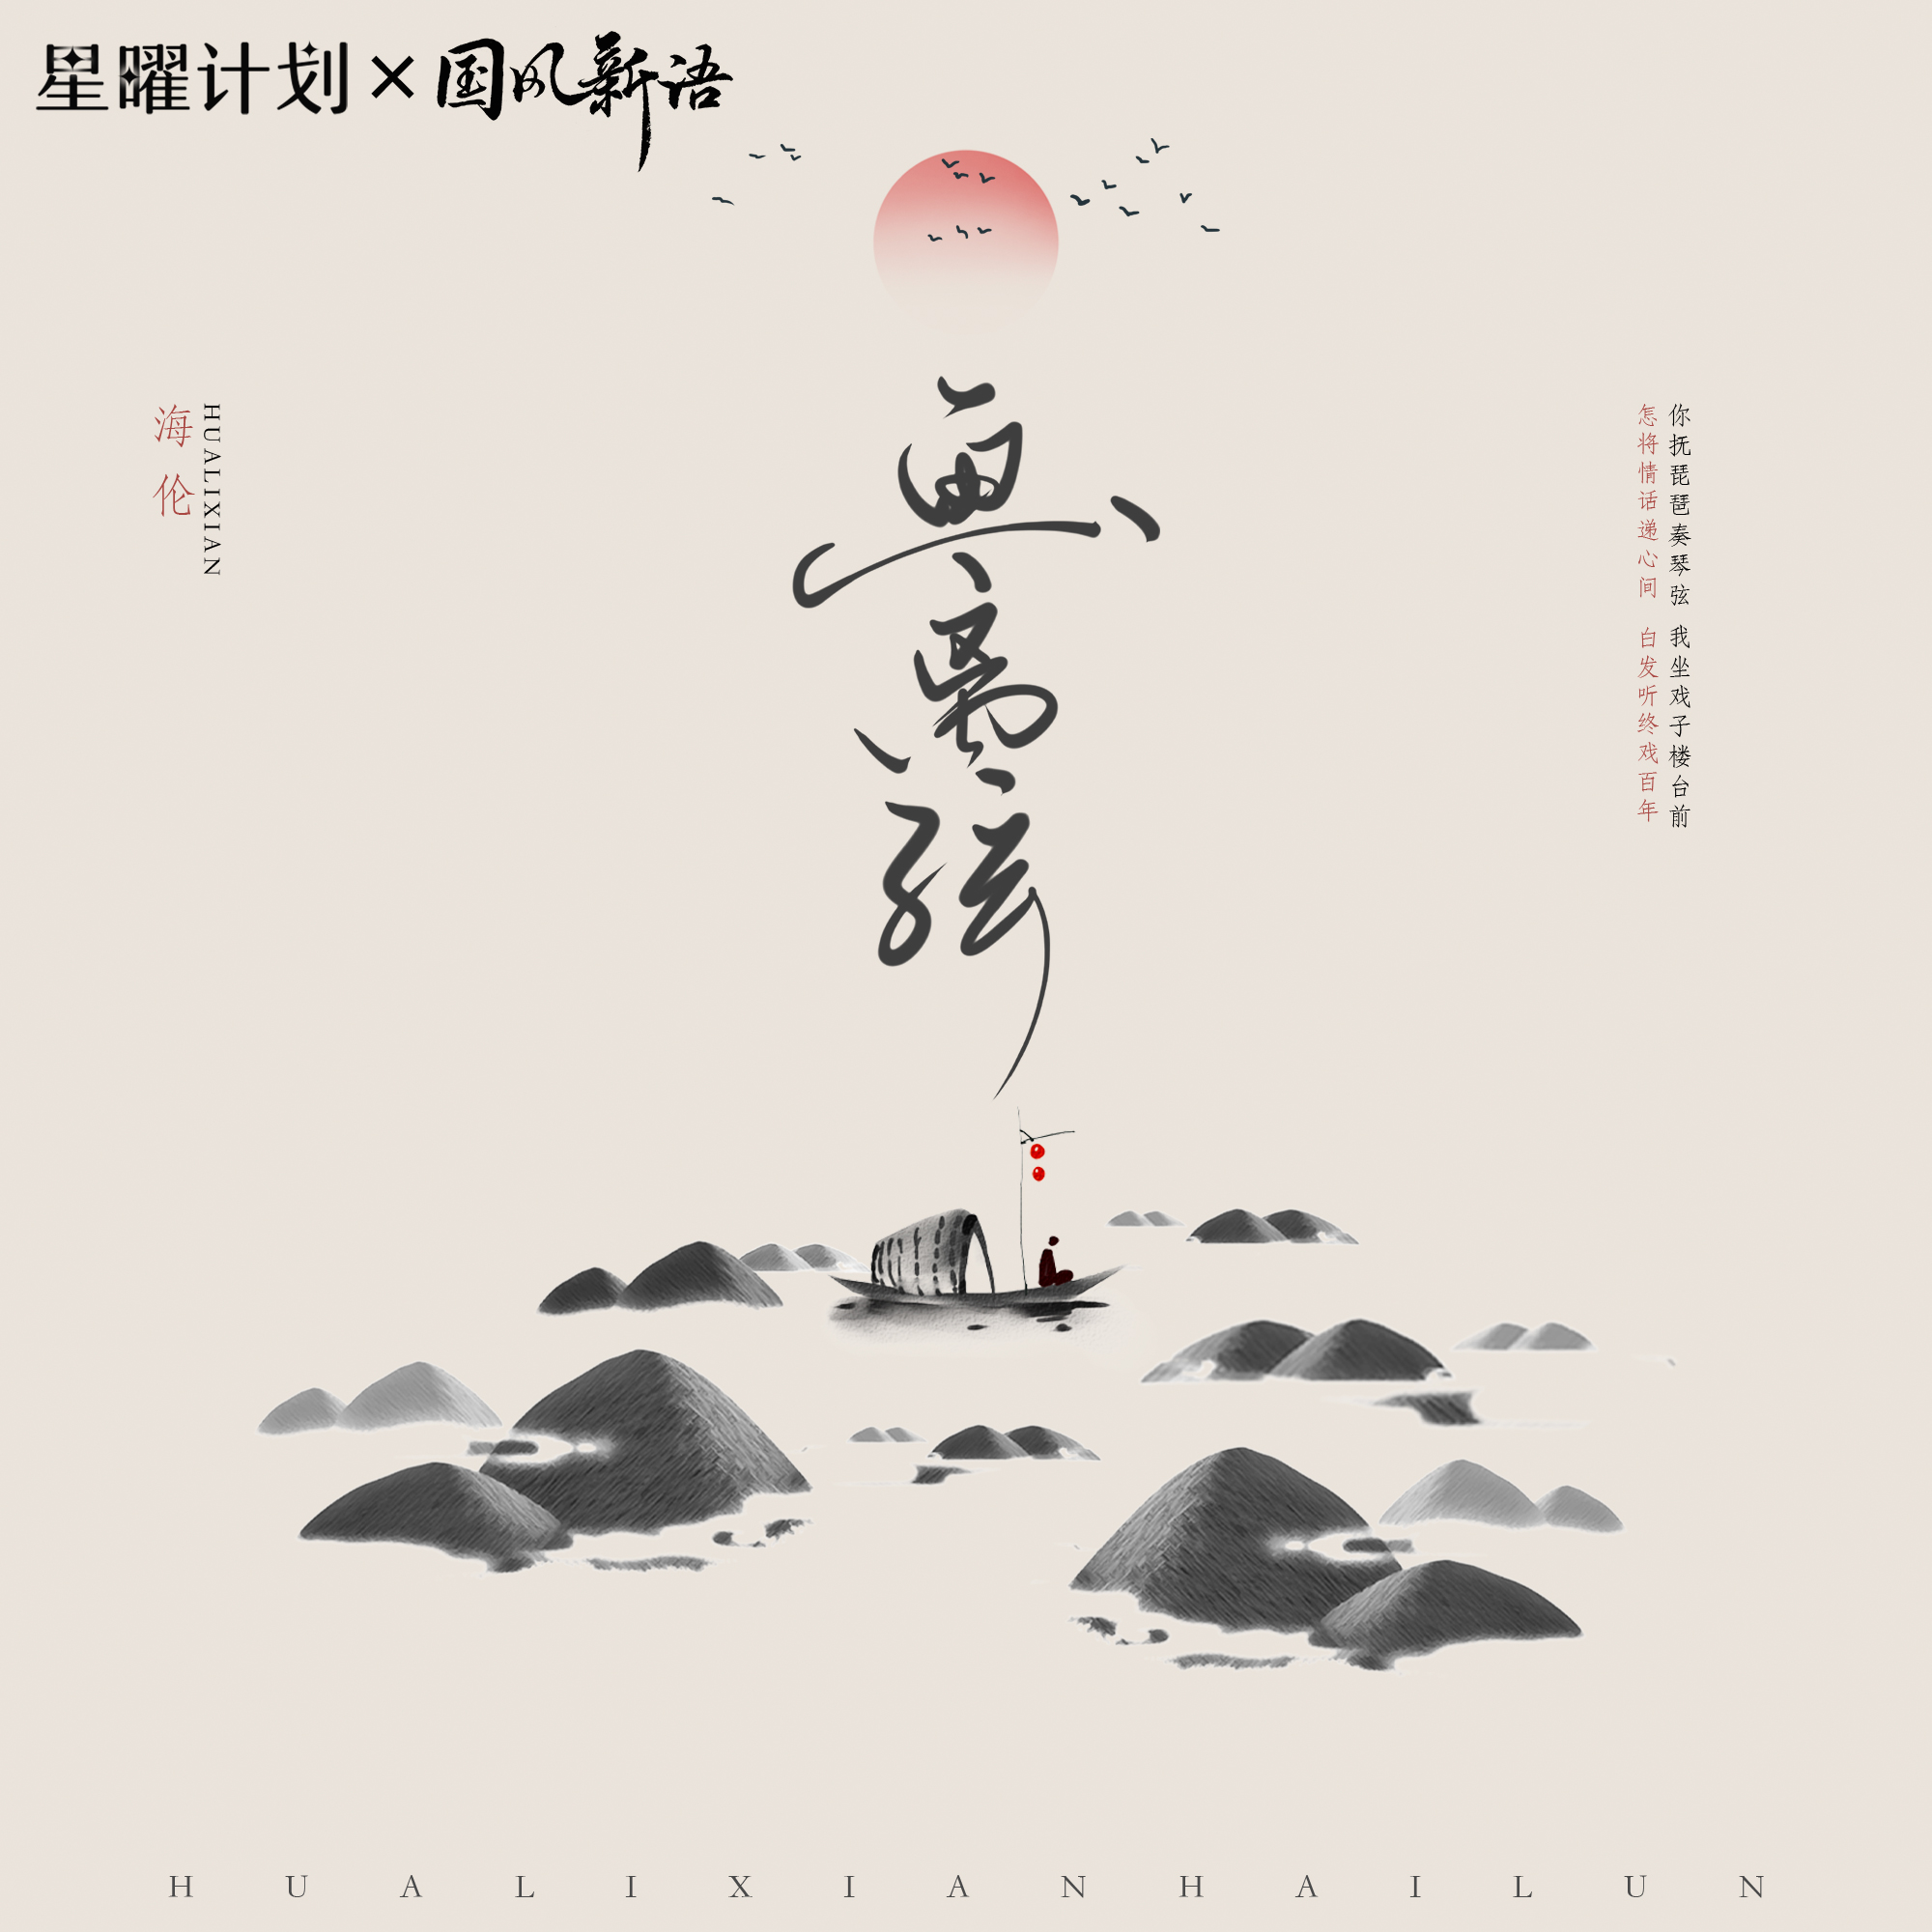 星曜计划×国风新语
画离弦
你抚琵琶奏琴弦 我坐戏子楼台前
怎将情话递心间 白发听终戏百年
HUALIXIAN
海伦
HUALIXIANHAILUN